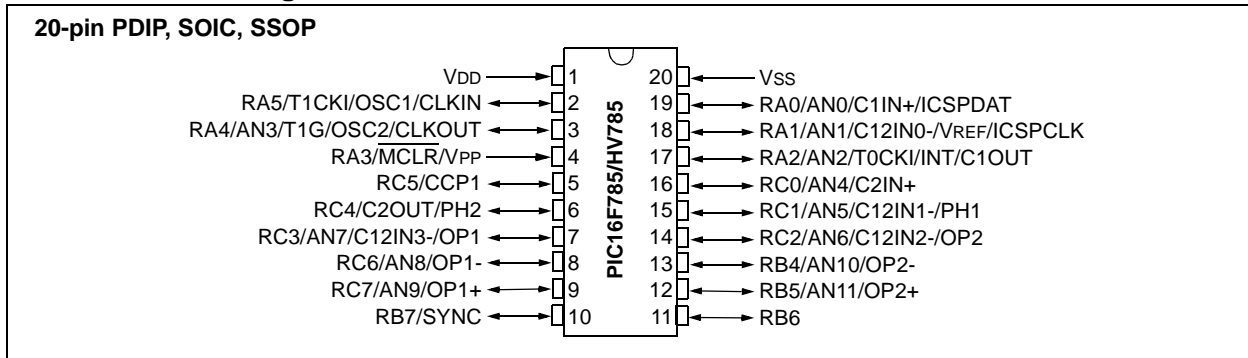 20-pin PDIP, SOIC, SSOP
VDD 1 20 VSS
RA5/T1CKI/OSC1/CLKIN 2 19 RA0/AN0/C1IN+/ICSPDAT
RA4/AN3/T1G/OSC2/CLKOUT 3 18 RA1/AN1/C12IN0-/VREF/ICSPCLK
RA3/MCLR/VPP 4 17 RA2/AN2/T0CKI/INT/C1OUT
RC5/CCP1 5 16 RC0/AN4/C2IN+
RC4/C2OUT/PH2 6 15 RC1/AN5/C12IN1-/PH1
RC3/AN7/C12IN3-/OP1 7 14 RC2/AN6/C12IN2-/OP2
RC6/AN8/OP1- 8 13 RB4/AN10/OP2-
RC7/AN9/OP1+ 9 12 RB5/AN11/OP2+
RB7/SYNC 10 11 RB6
PIC16F785/HV785